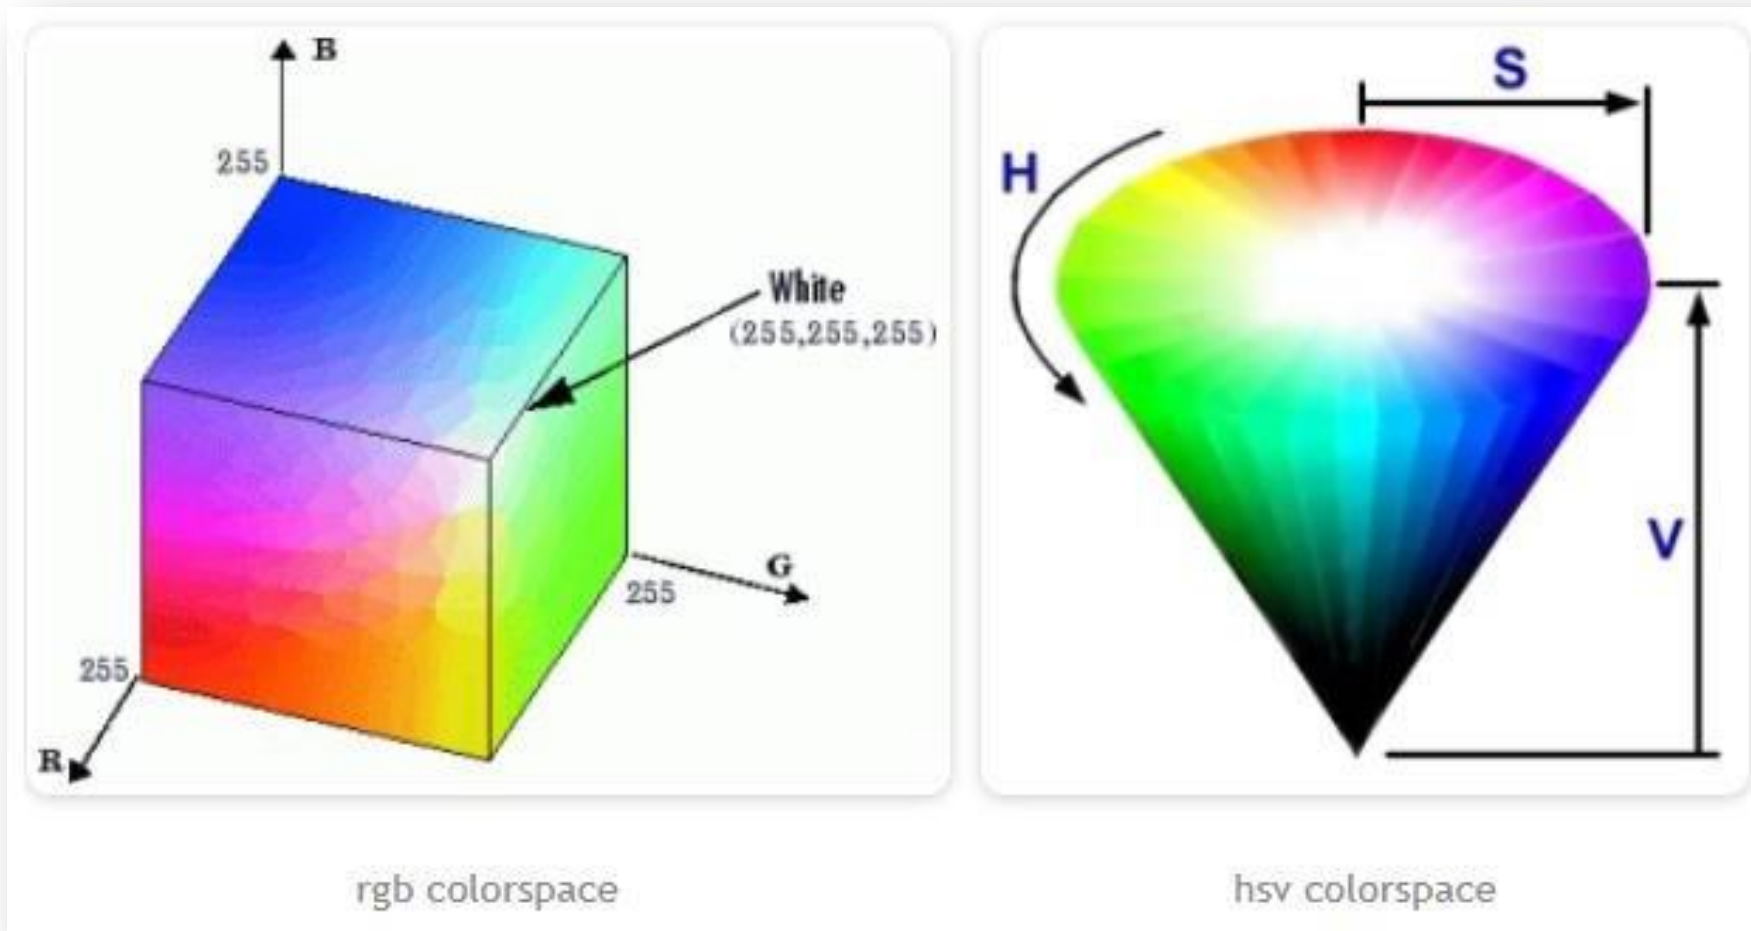 B
255
White
(255,255,255)
G
255
255
R
S
H
V
rgb colorspace
hsv colorspace